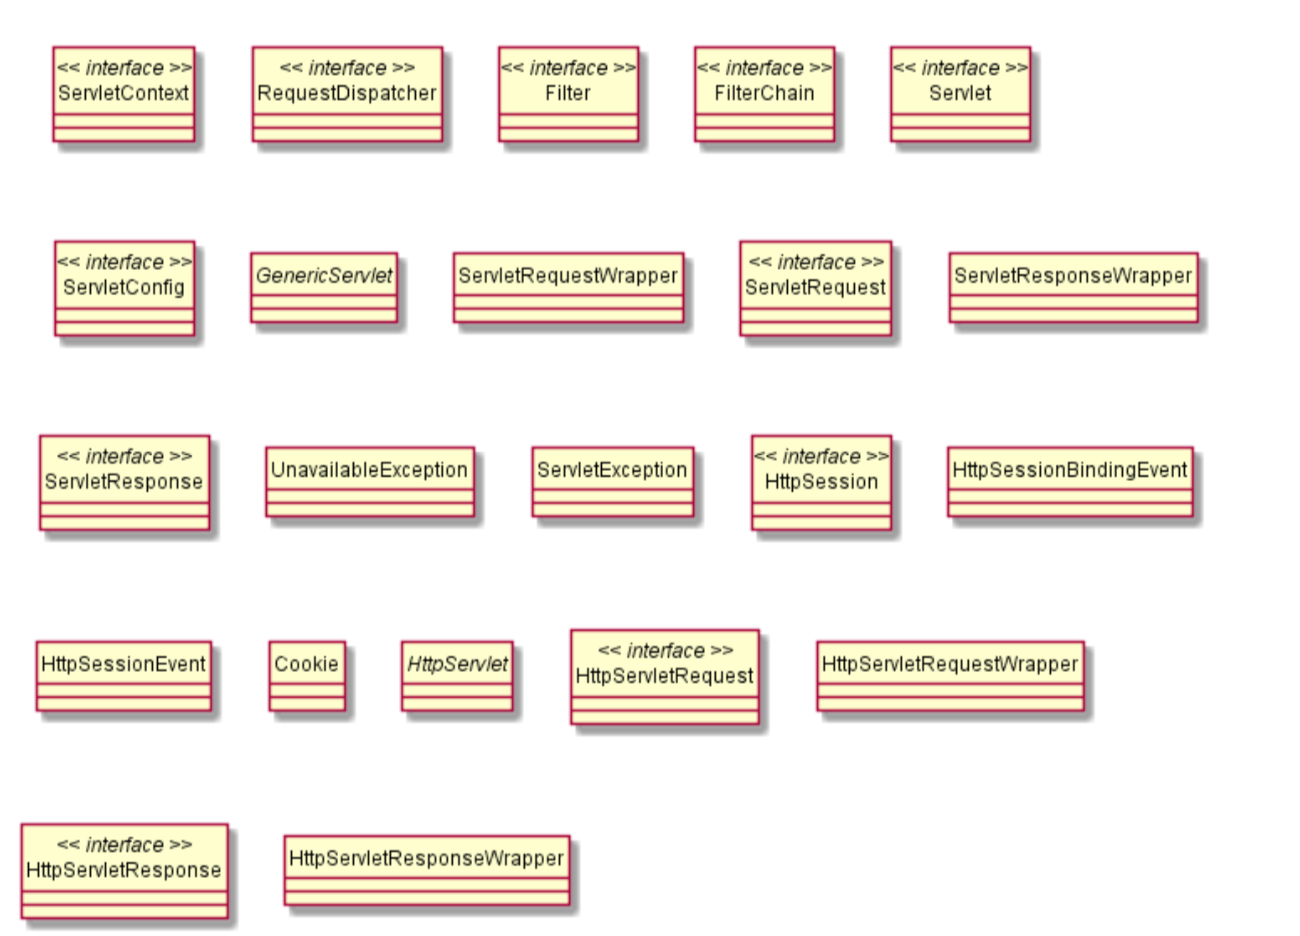 << interface >>
ServletContext
<< interface >>
RequestDispatcher
<< interface >>
Filter
<< interface >>
FilterChain
<< interface >>
Servlet
<< interface >>
ServletConfig
GenericServlet
ServletRequestWrapper
<< interface >>
ServletRequest
ServletResponseWrapper
<< interface >>
ServletResponse
UnavailableException
ServletException
<< interface >>
HttpSession
HttpSessionBindingEvent
HttpSessionEvent
Cookie
HttpServlet
<< interface >>
HttpServletRequest
HttpServletRequestWrapper
<< interface >>
HttpServletResponse
HttpServletResponseWrapper